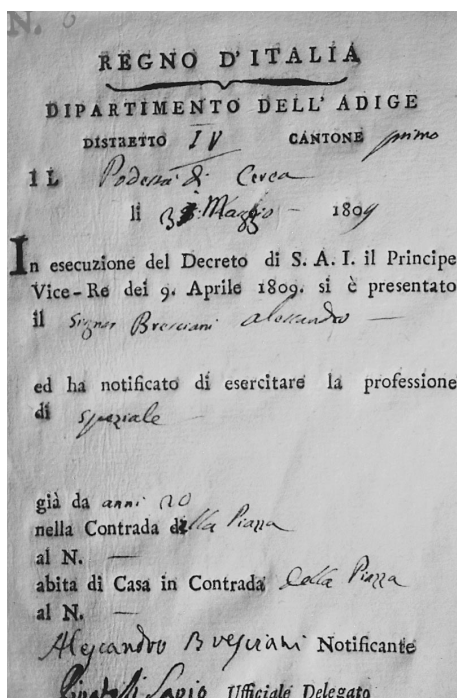 N. 6
REGNO D'ITALIA
DIPARTIMENTO DELL' ADIGE
DISTRETTO IV CANTONE primo
IL Podestà di Cerea
li Maggio 1809
In esecuzione del Decreto di S. A. I. il Principe
Vice-Re dei 9. Aprile 1809. si è presentato
il Signor Bresciani Alessandro —
ed ha notificato di esercitare la professione
di speziale —
già da anni 20
nella Contrada della Piazza
al N. —
abita di Casa in Contrada Della Piazza
al N. —
Alessandro Bresciani Notificante
Ufficiale Delegato